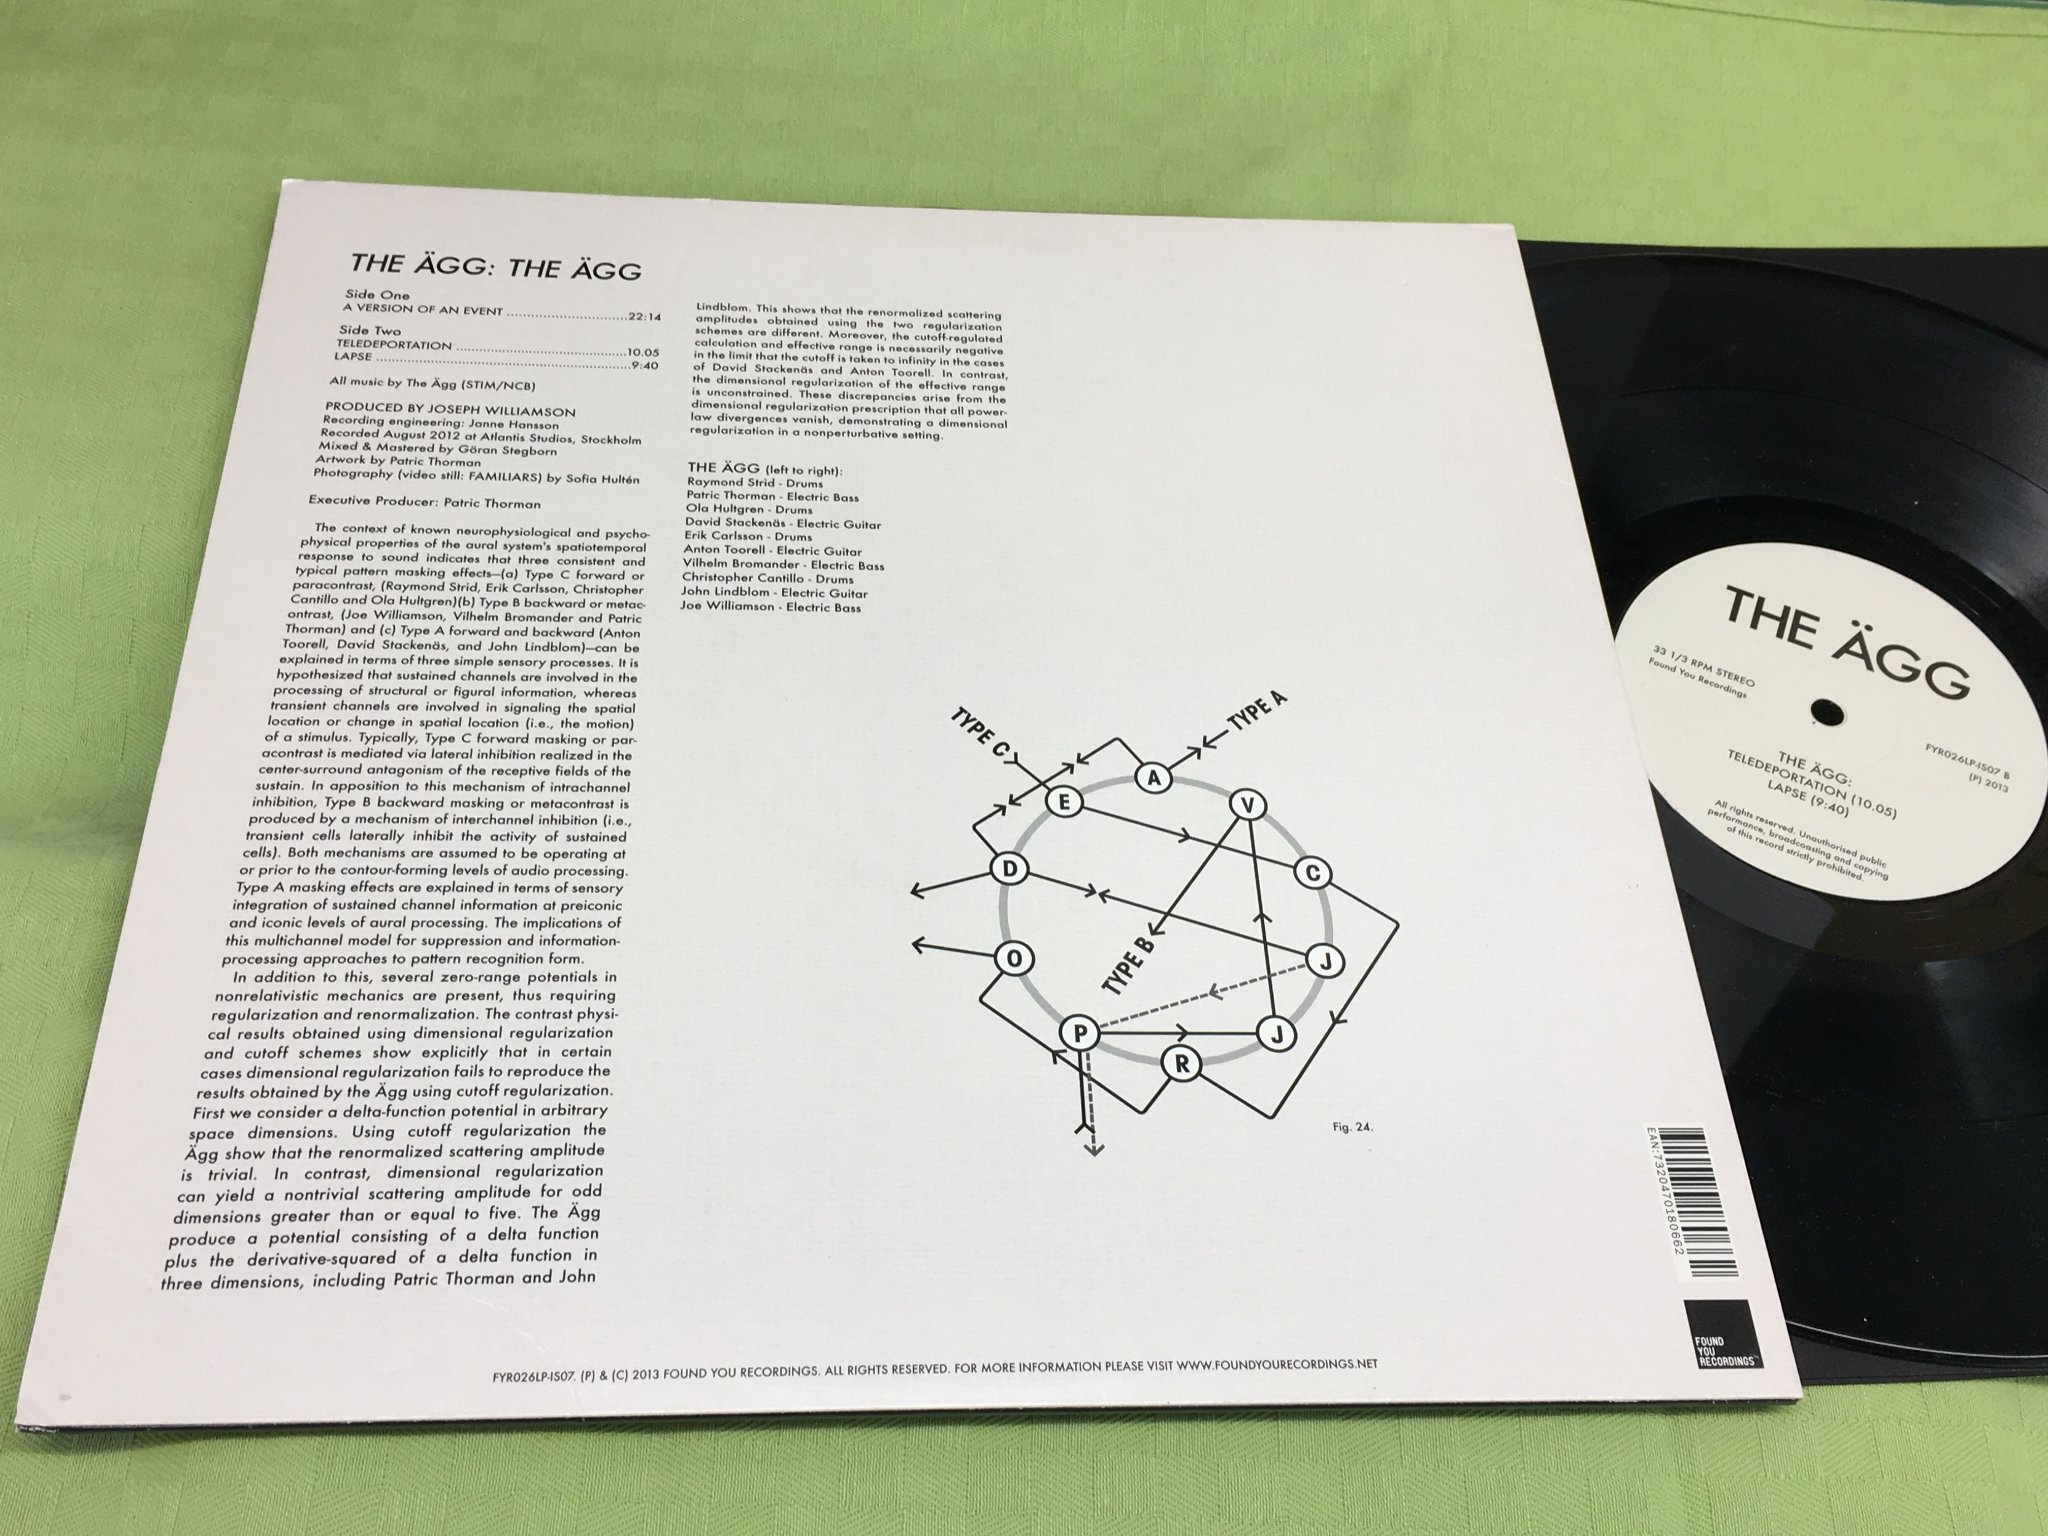 THE ÄGG: THE ÄGG
Side One
A VERSION OF AN EVENT ..............................22:14
Side Two
TELEDEPORTATION ..........................................10.05
LAPSE ..............................................................9:40
All music by The Ägg (STIM/NCB)
PRODUCED BY JOSEPH WILLIAMSON
Recording engineering: Janne Hansson
Recorded August 2012 at Atlantis Studios, Stockholm
Mixed & Mastered by Göran Stegborn
Artwork by Patric Thorman
Photography (video still: FAMILIARS) by Sofia Hultén
Executive Producer: Patric Thorman
The context of known neurophysiological and psycho-
physical properties of the aural system's spatiotemporal
response to sound indicates that three consistent and
typical pattern masking effects—(a) Type C forward or
paracontrast, (Raymond Strid, Erik Carlsson, Christopher
Cantillo and Ola Hultgren)(b) Type B backward or metac-
ontrast, (Joe Williamson, Vilhelm Bromander and Patric
Thorman) and (c) Type A forward and backward (Anton
Toorell, David Stackenäs, and John Lindblom)—can be
explained in terms of three simple sensory processes. It is
hypothesized that sustained channels are involved in the
processing of structural or figural information, whereas
transient channels are involved in signaling the spatial
location or change in spatial location (i.e., the motion)
of a stimulus. Typically, Type C forward masking or par-
acontrast is mediated via lateral inhibition realized in the
center-surround antagonism of the receptive fields of the
sustain. In apposition to this mechanism of intrachannel
inhibition, Type B backward masking or metacontrast is
produced by a mechanism of interchannel inhibition (i.e.,
transient cells laterally inhibit the activity of sustained
cells). Both mechanisms are assumed to be operating at
or prior to the contour-forming levels of audio processing.
Type A masking effects are explained in terms of sensory
integration of sustained channel information at preiconic
and iconic levels of aural processing. The implications of
this multichannel model for suppression and information-
processing approaches to pattern recognition form.
In addition to this, several zero-range potentials in
nonrelativistic mechanics are present, thus requiring
regularization and renormalization. The contrast physi-
cal results obtained using dimensional regularization
and cutoff schemes show explicitly that in certain
cases dimensional regularization fails to reproduce the
results obtained by the Ägg using cutoff regularization.
First we consider a delta-function potential in arbitrary
space dimensions. Using cutoff regularization the
Ägg show that the renormalized scattering amplitude
is trivial. In contrast, dimensional regularization
can yield a nontrivial scattering amplitude for odd
dimensions greater than or equal to five. The Ägg
produce a potential consisting of a delta function
plus the derivative-squared of a delta function in
three dimensions, including Patric Thorman and John
Lindblom. This shows that the renormalized scattering
amplitudes obtained using the two regularization
schemes are different. Moreover, the cutoff-regulated
calculation and effective range is necessarily negative
in the limit that the cutoff is taken to infinity in the cases
of David Stackenäs and Anton Toorell. In contrast,
the dimensional regularization of the effective range
is unconstrained. These discrepancies arise from the
dimensional regularization prescription that all power-
law divergences vanish, demonstrating a dimensional
regularization in a nonperturbative setting.
THE ÄGG (left to right):
Raymond Strid - Drums
Patric Thorman - Electric Bass
Ola Hultgren - Drums
David Stackenäs - Electric Guitar
Erik Carlsson - Drums
Anton Toorell - Electric Guitar
Vilhelm Bromander - Electric Bass
Christopher Cantillo - Drums
John Lindblom - Electric Guitar
Joe Williamson - Electric Bass
TYPE C
TYPE A
A
E
V
D
C
TYPE B
O
J
P
J
R
Fig. 24.
EAN:7320470180662
FOUND
YOU
RECORDINGS™
FYR026LP-IS07. (P) & (C) 2013 FOUND YOU RECORDINGS. ALL RIGHTS RESERVED. FOR MORE INFORMATION PLEASE VISIT WWW.FOUNDYOURECORDINGS.NET
THE ÄGG
33 1/3 RPM STEREO
Found You Recordings
FYR026LP-IS07 B
(P) 2013
THE ÄGG:
TELEDEPORTATION (10.05)
LAPSE (9:40)
All rights reserved. Unauthorised public
performance, broadcasting and copying
of this record strictly prohibited.